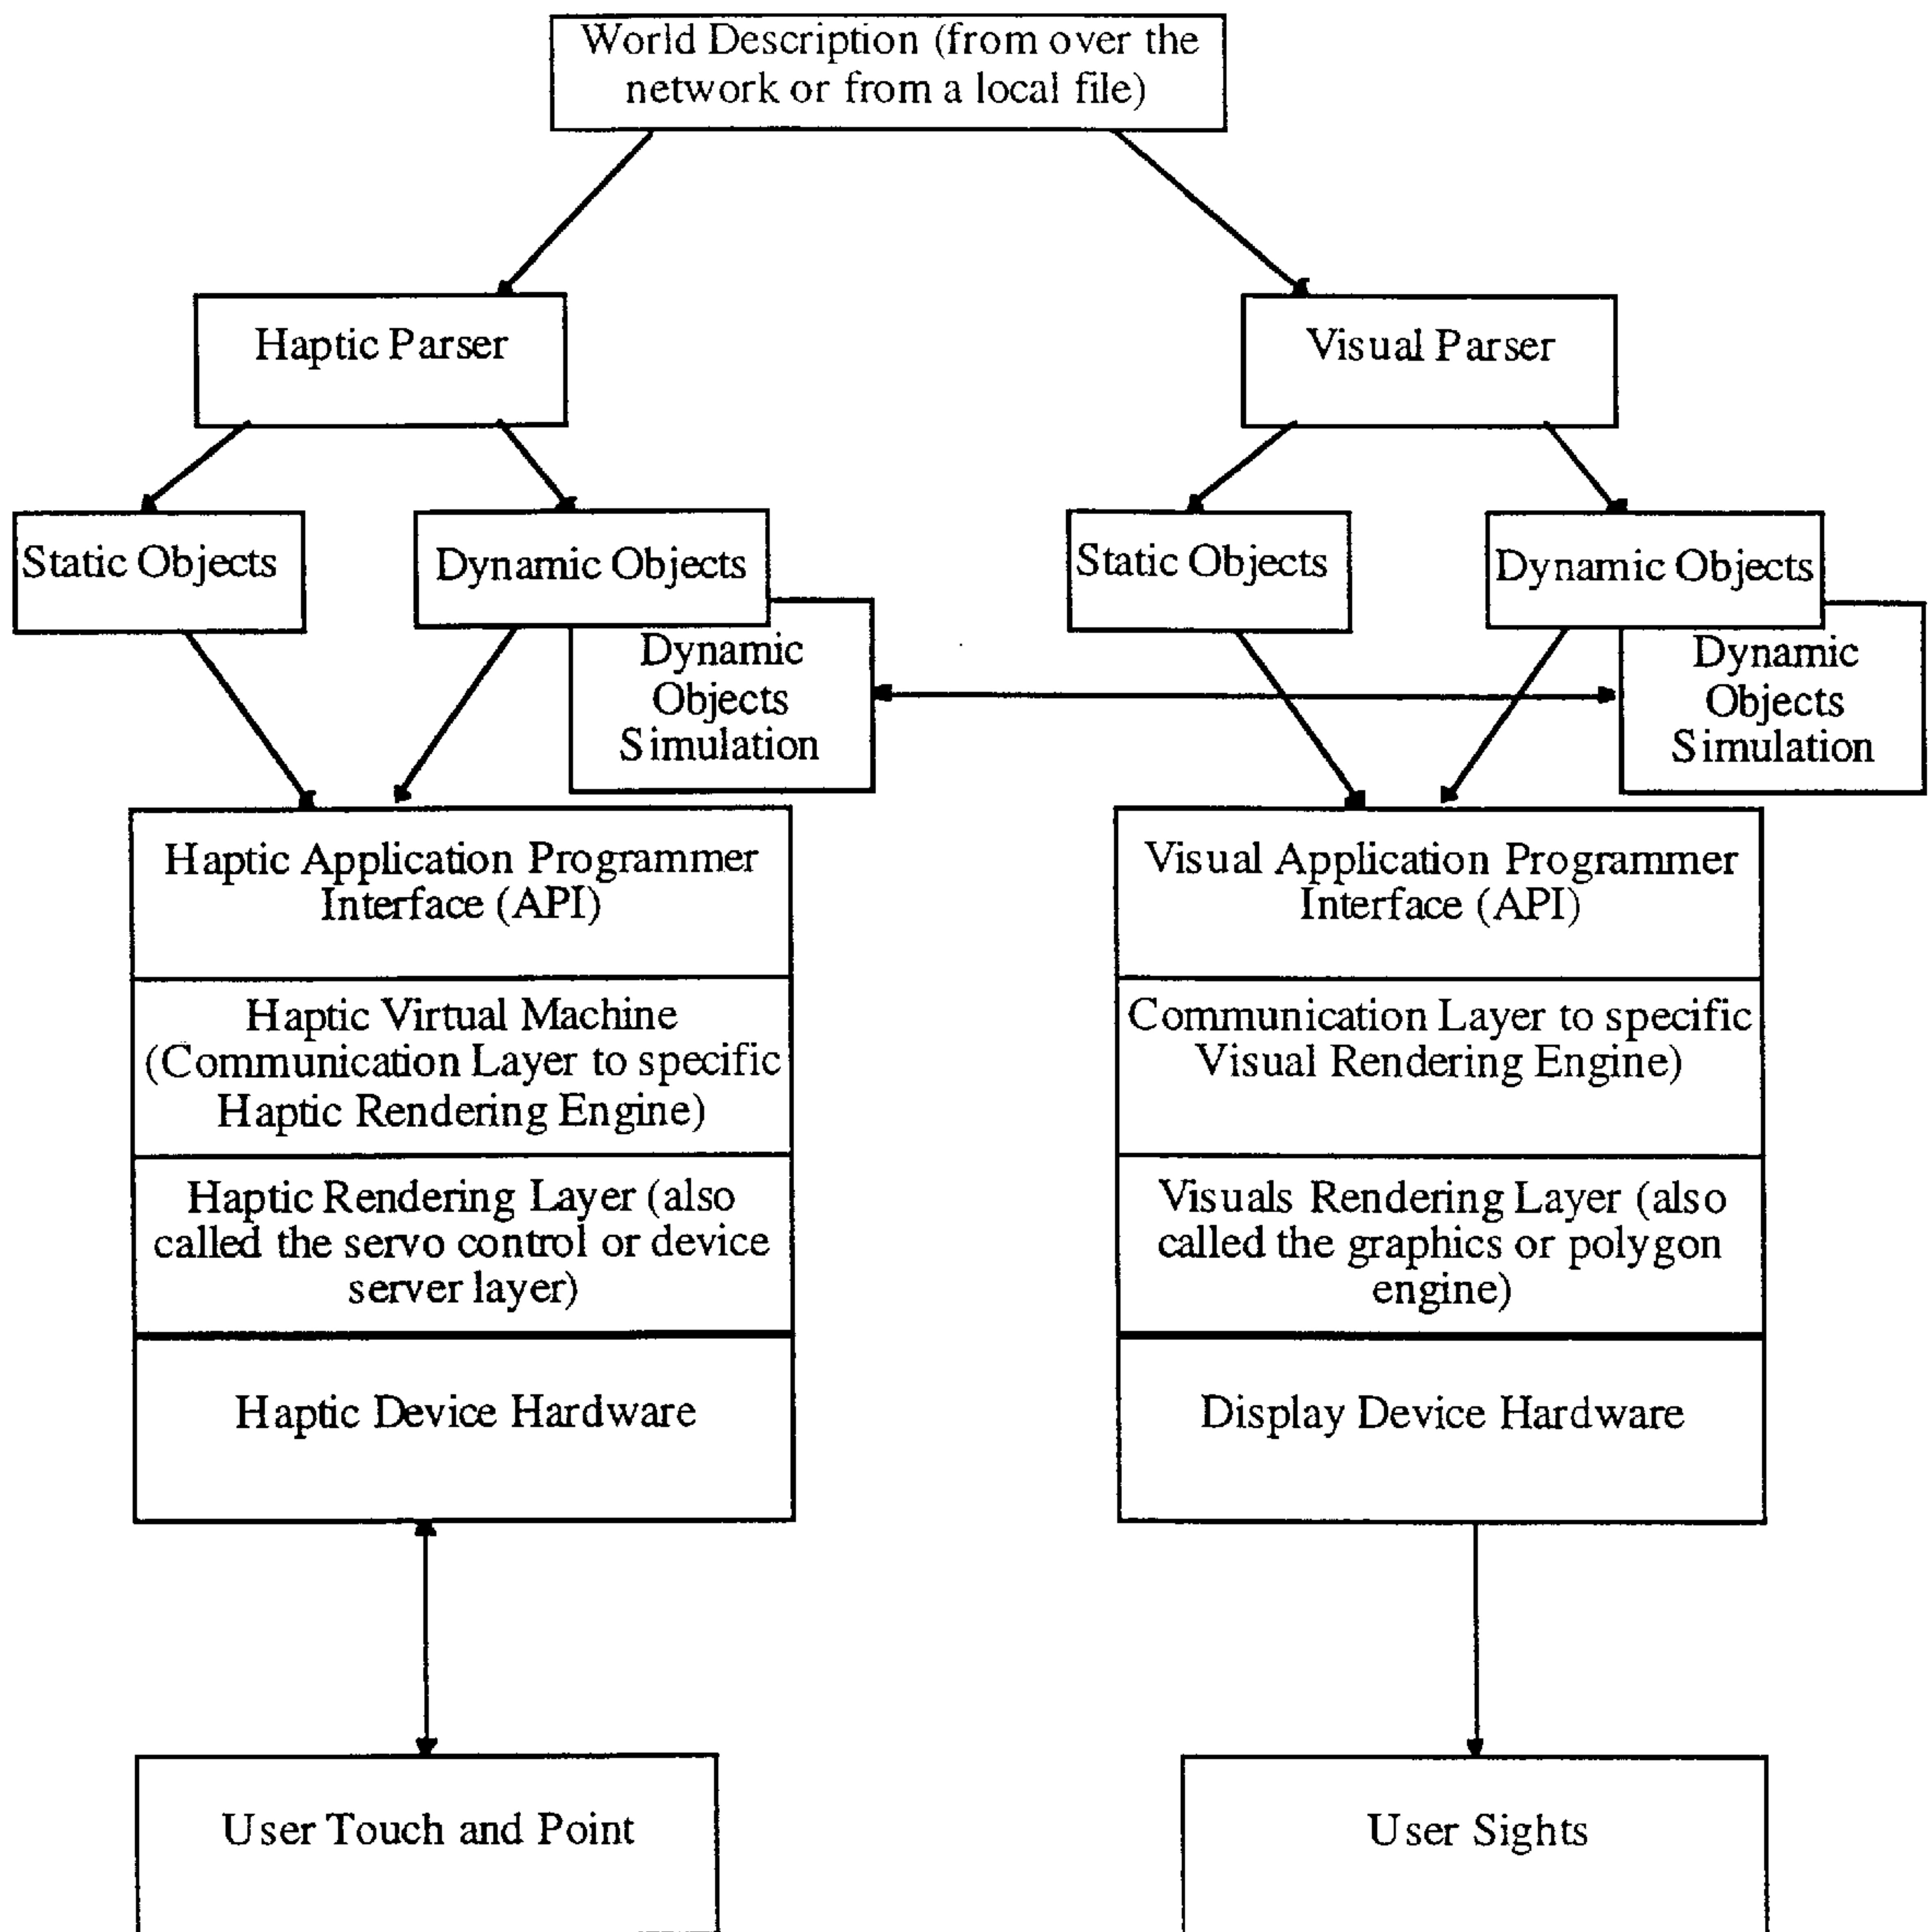 World Description (from over the
network or from a local file)
Haptic Parser
Visual Parser
Static Objects
Dynamic Objects
Static Objects
Dynamic Objects
Dynamic
Objects
Simulation
Dynamic
Objects
Simulation
Haptic Application Programmer
Interface (API)
Visual Application Programmer
Interface (API)
Haptic Virtual Machine
(Communication Layer to specific
Haptic Rendering Engine)
Communication Layer to specific
Visual Rendering Engine)
Haptic Rendering Layer (also
called the servo control or device
server layer)
Visuals Rendering Layer (also
called the graphics or polygon
engine)
Haptic Device Hardware
Display Device Hardware
User Touch and Point
User Sights